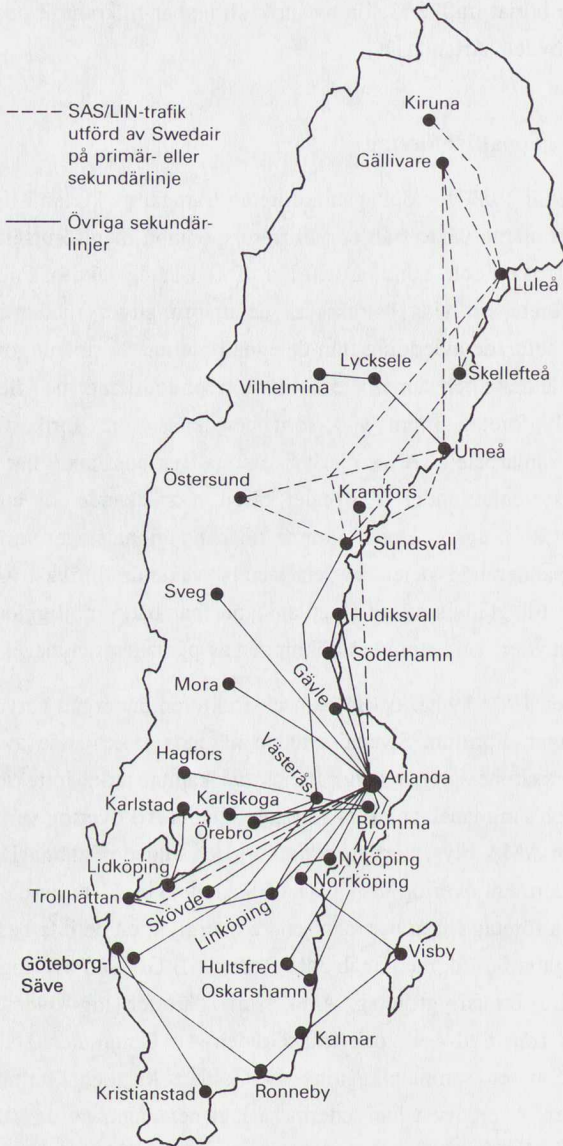 SAS/LIN-trafik
utförd av Swedair
på primär- eller
sekundärlinje
Övriga sekundär-
linjer
Kiruna
Gällivare
Luleå
Skellefteå
Lycksele
Vilhelmina
Umeå
Östersund
Kramfors
Sundsvall
Sveg
Hudiksvall
Söderhamn
Gävle
Mora
Västerås
Hagfors
Arlanda
Karlstad
Karlskoga
Örebro
Bromma
Lidköping
Nyköping
Norrköping
Trollhättan
Skövde
Linköping
Visby
Göteborg-
Säve
Hultsfred
Oskarshamn
Kalmar
Ronneby
Kristianstad